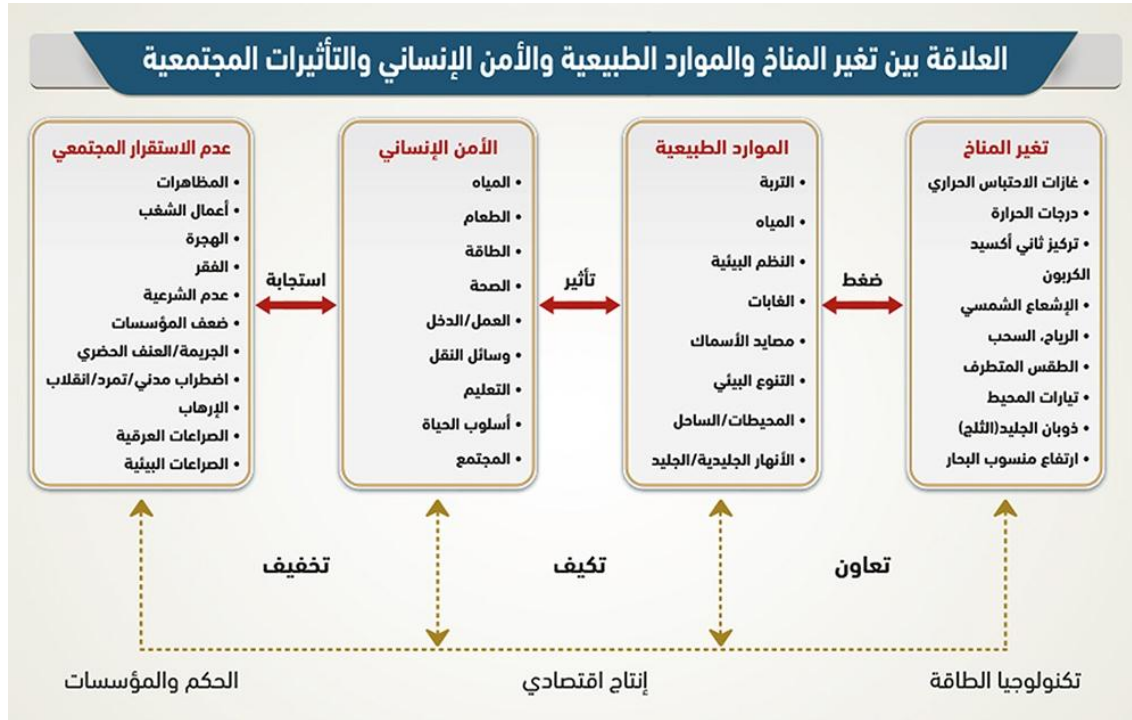 العلاقة بين تغير المناخ والموارد الطبيعية والأمن الإنساني والتأثيرات المجتمعية
تغير المناخ
• غازات الاحتباس الحراري
• درجات الحرارة
• تركيز ثاني أكسيد
الكربون
• الإشعاع الشمسي
• الرياح، السحب
• الطقس المتطرف
• تيارات المحيط
• ذوبان الجليد(الثلج)
• ارتفاع منسوب البحار
ضغط
الموارد الطبيعية
• التربة
• المياه
• النظم البيئية
• الغابات
• مصايد الأسماك
• التنوع البيئي
• المحيطات/الساحل
• الأنهار الجليدية/الجليد
تأثير
الأمن الإنساني
• المياه
• الطعام
• الطاقة
• الصحة
• العمل/الدخل
• وسائل النقل
• التعليم
• أسلوب الحياة
• المجتمع
استجابة
عدم الاستقرار المجتمعي
• المظاهرات
• أعمال الشغب
• الهجرة
• الفقر
• عدم الشرعية
• ضعف المؤسسات
• الجريمة/العنف الحضري
• اضطراب مدني/تمرد/انقلاب
• الإرهاب
• الصراعات العرقية
• الصراعات البيئية
تعاون
تكيف
تخفيف
تكنولوجيا الطاقة
إنتاج اقتصادي
الحكم والمؤسسات